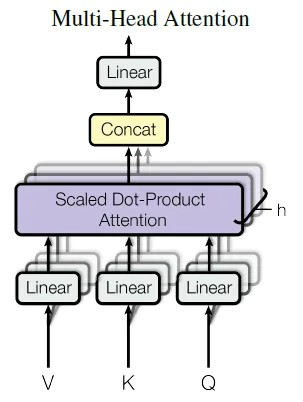 Multi-Head Attention
Linear
Concat
Scaled Dot-Product
Attention
h
Linear Linear Linear
V K Q